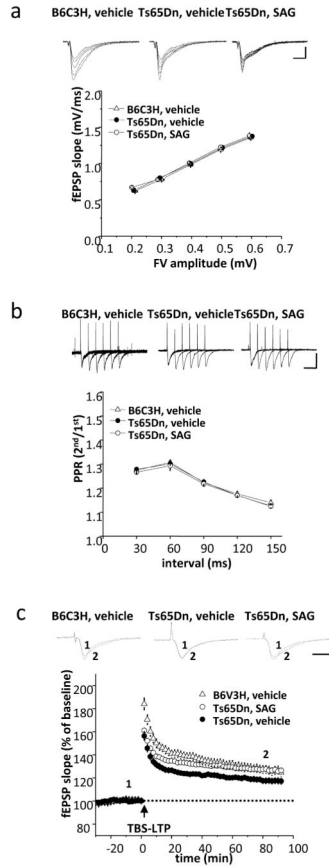 a
B6C3H, vehicle Ts65Dn, vehicle Ts65Dn, SAG
fEPSP slope (mV/ms)
2.0
1.5
1.0
0.5
0.0
B6C3H, vehicle
Ts65Dn, vehicle
Ts65Dn, SAG
0.1 0.2 0.3 0.4 0.5 0.6 0.7
FV amplitude (mV)
b
B6C3H, vehicle Ts65Dn, vehicle Ts65Dn, SAG
PPR (2nd/1st)
1.6
1.5
1.4
1.3
1.2
1.1
1.0
B6C3H, vehicle
Ts65Dn, vehicle
Ts65Dn, SAG
0 30 60 90 120 150
interval (ms)
c
B6C3H, vehicle Ts65Dn, vehicle Ts65Dn, SAG
1 1 1
2 2 2
fEPSP slope (% of baseline)
200
180
160
140
120
100
80
B6V3H, vehicle
Ts65Dn, SAG
Ts65Dn, vehicle
1
2
-20 0 20 40 60 80 100
TBS-LTP
time (min)